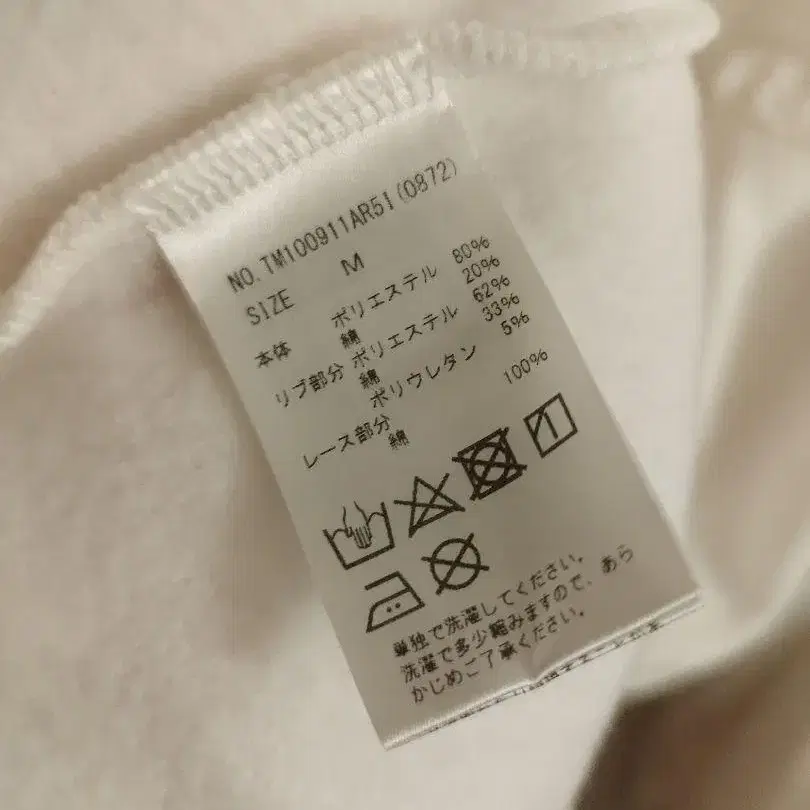 NO.TM100911AR5I(0872)
SIZE M
本体 ポリエステル 80%
綿 20%
リブ部分 ポリエステル 62%
綿 33%
ポリウレタン 5%
レース部分
綿 100%
単独で洗濯してください。
洗濯で多少縮みますので、あら
かじめご了承ください。